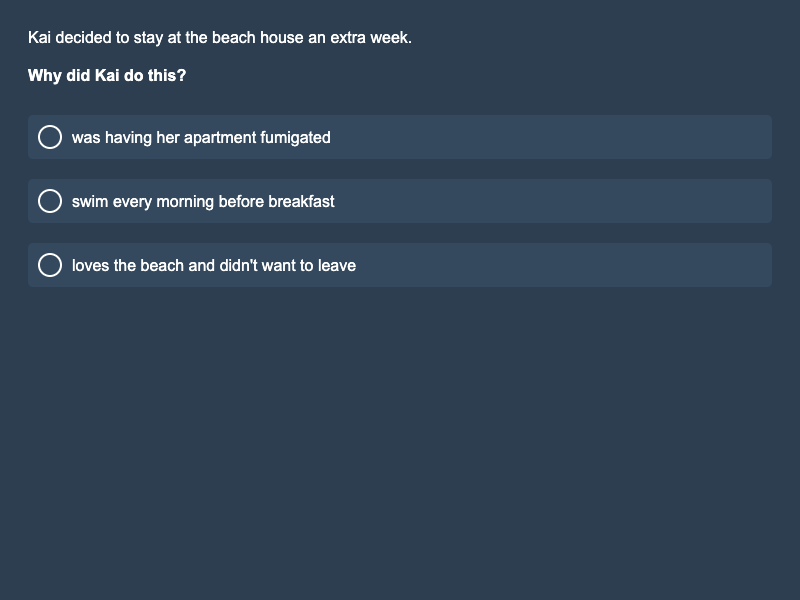 Kai decided to stay at the beach house an extra week.
Why did Kai do this?
was having her apartment fumigated
swim every morning before breakfast
loves the beach and didn't want to leave